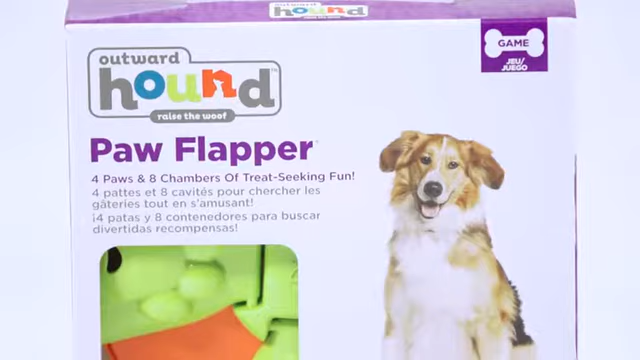 outward
hound
GAME
JEU/
JUEGO
outward
hound™
raise the woof
Paw Flapper
4 Paws & 8 Chambers Of Treat-Seeking Fun!
4 pattes et 8 cavités pour chercher les
gâteries tout en s'amusant!
¡4 patas y 8 contenedores para buscar
divertidas recompensas!